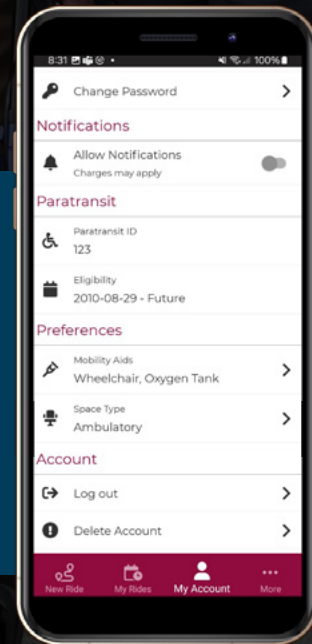 8:31
100%
Change Password
Notifications
Allow Notifications
Charges may apply
Paratransit
Paratransit ID
123
Eligibility
2010-08-29 - Future
Preferences
Mobility Aids
Wheelchair, Oxygen Tank
Space Type
Ambulatory
Account
Log out
Delete Account
New Ride
My Rides
My Account
More